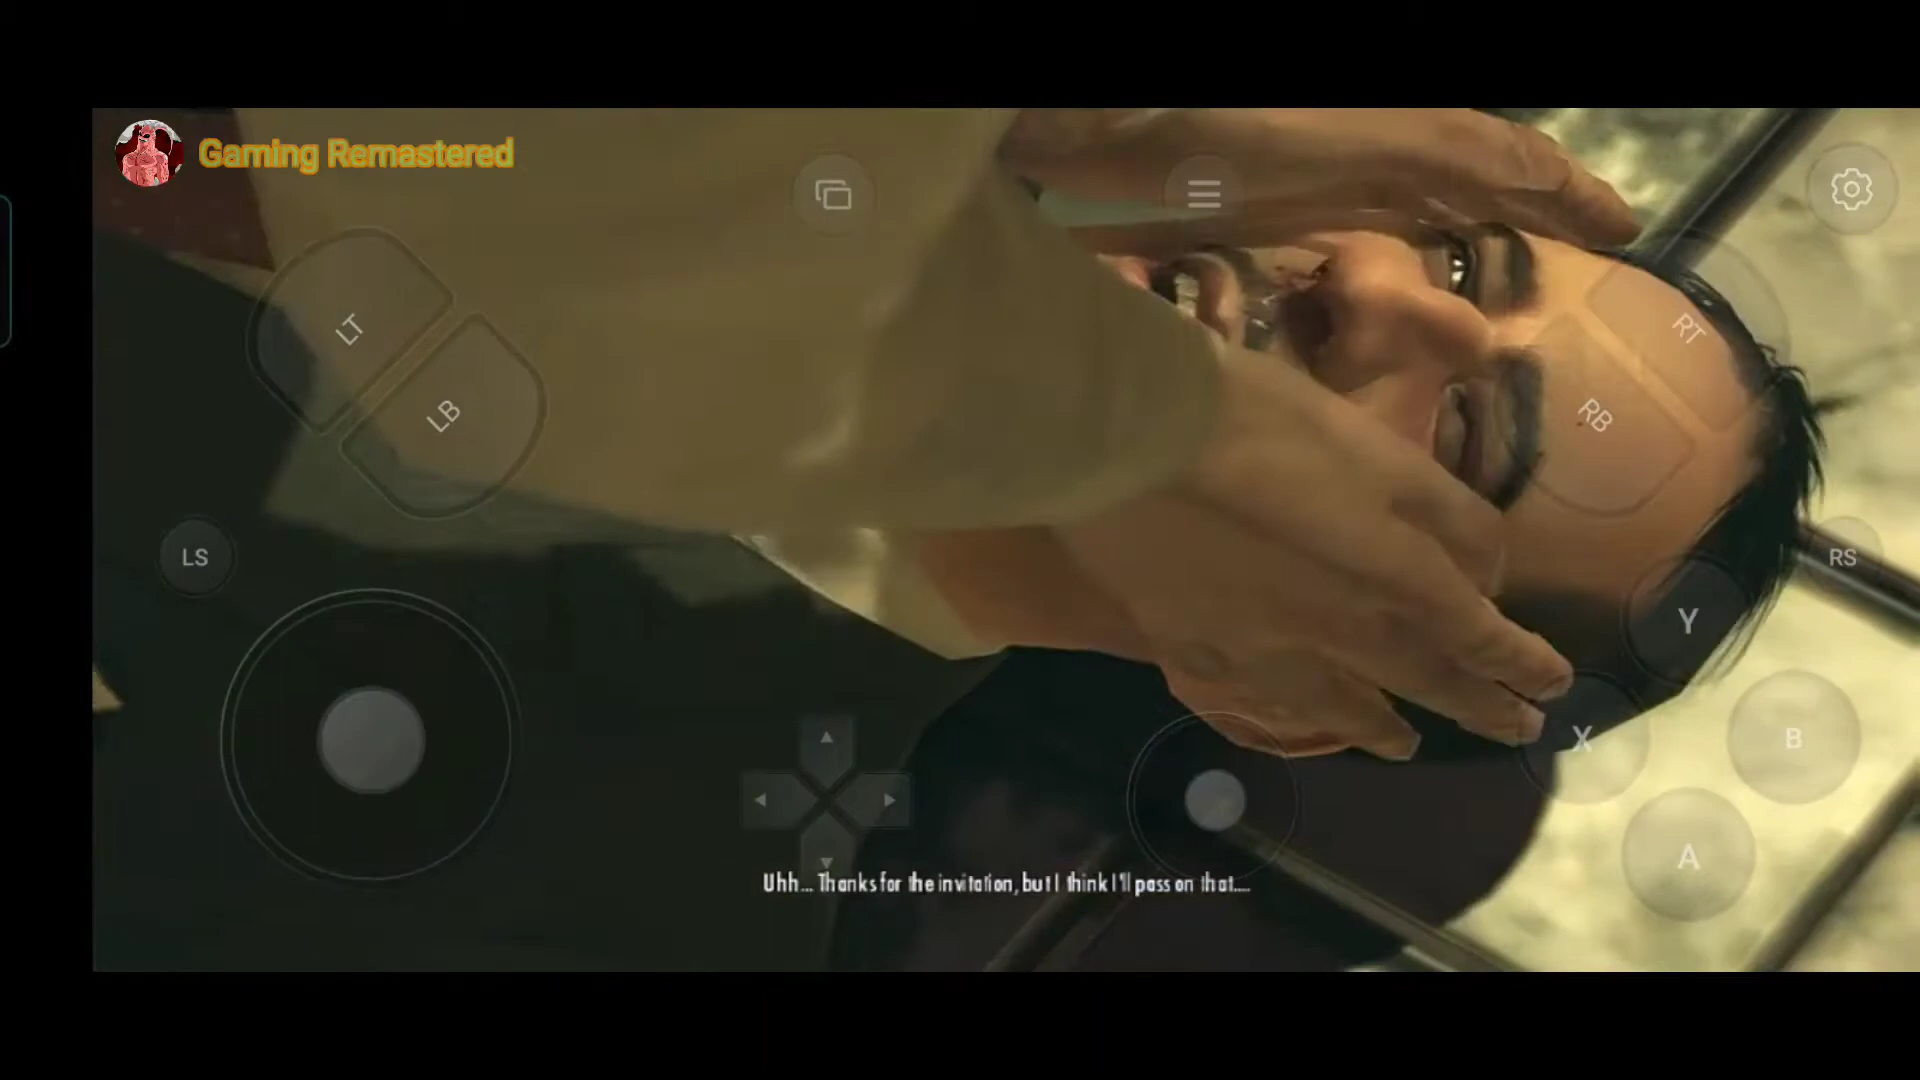 Gaming Remastered
LT
RT
LB
RB
LS
RS
Y
X
B
A
Uhh... Thanks for the invitation, but I think I'll pass on that....